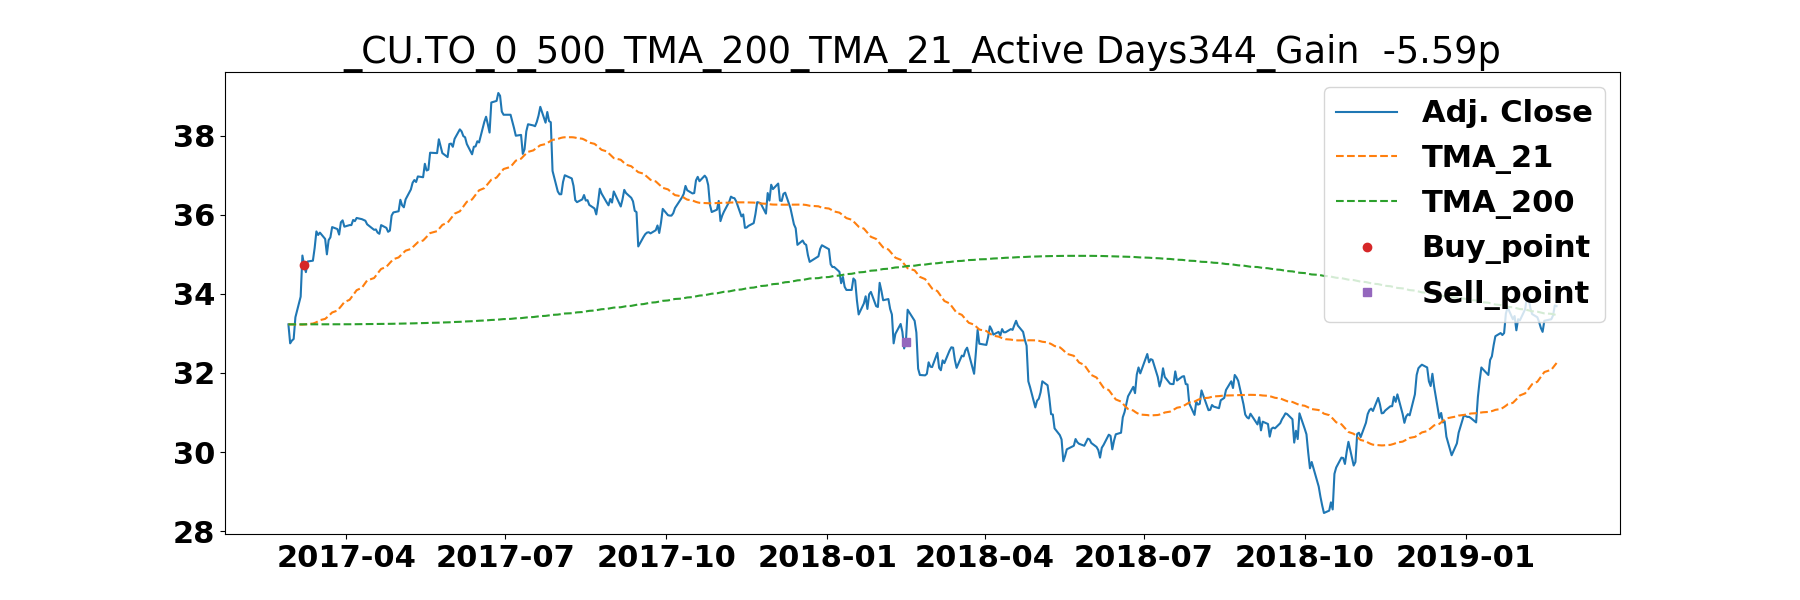 _CU.TO_0_500_TMA_200_TMA_21_Active Days344_Gain  -5.59p
Adj. Close
TMA_21
TMA_200
Buy_point
Sell_point
38
36
34
32
30
28
2017-04 2017-07 2017-10 2018-01 2018-04 2018-07 2018-10 2019-01